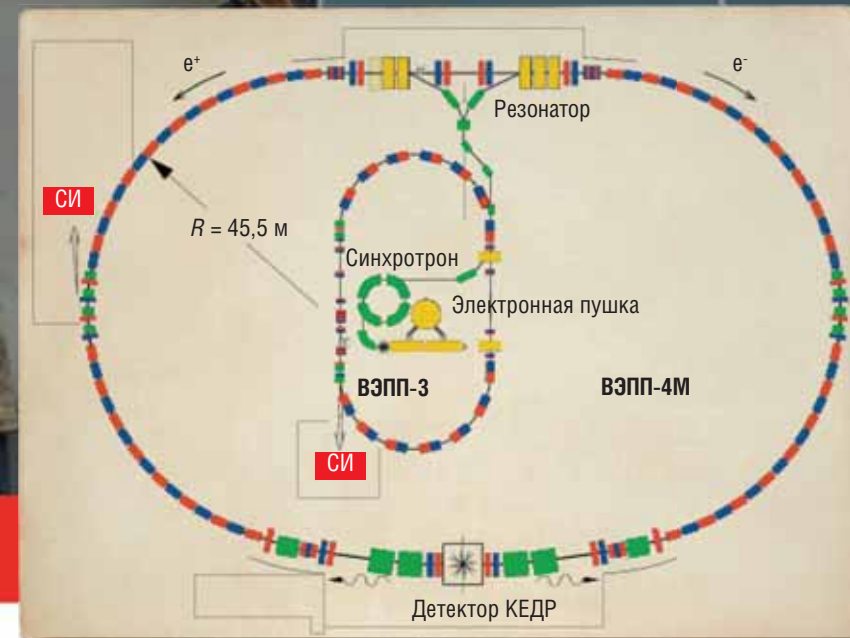 e⁺
e⁻
Резонатор
СИ
R = 45,5 м
Синхротрон
Электронная пушка
ВЭПП-3
ВЭПП-4М
СИ
Детектор КЕДР